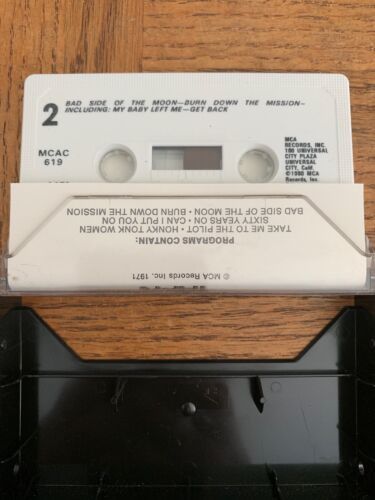 2
BAD SIDE OF THE MOON—BURN DOWN THE MISSION—
INCLUDING: MY BABY LEFT ME—GET BACK
MCAC
619
MCA
RECORDS, INC.
100 UNIVERSAL
CITY PLAZA
UNIVERSAL
CITY, Calif.
©1980 MCA
Records, Inc.
PROGRAMS CONTAIN:
TAKE ME TO THE PILOT • HONKY TONK WOMEN
SIXTY YEARS ON • CAN I PUT YOU ON
BAD SIDE OF THE MOON • BURN DOWN THE MISSION
© MCA Records Inc. 1971